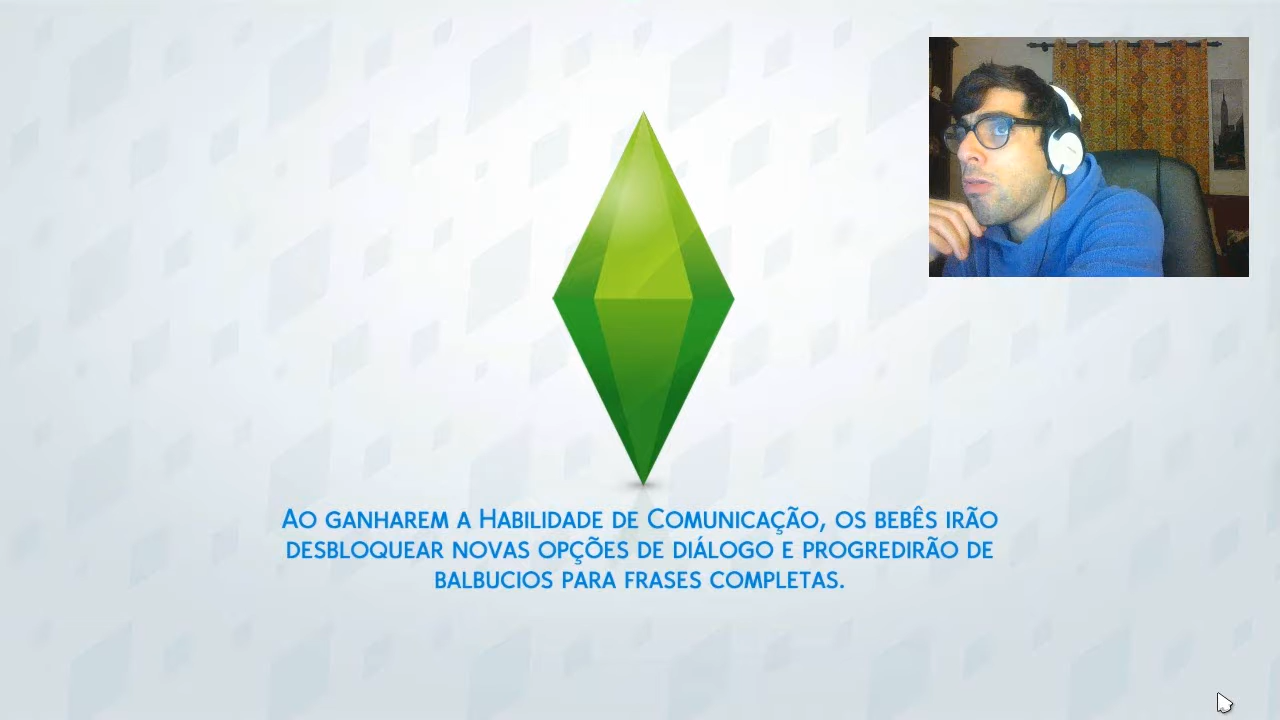 Ao ganharem a Habilidade de Comunicação, os bebês irão
desbloquear novas opções de diálogo e progredirão de
balbucios para frases completas.